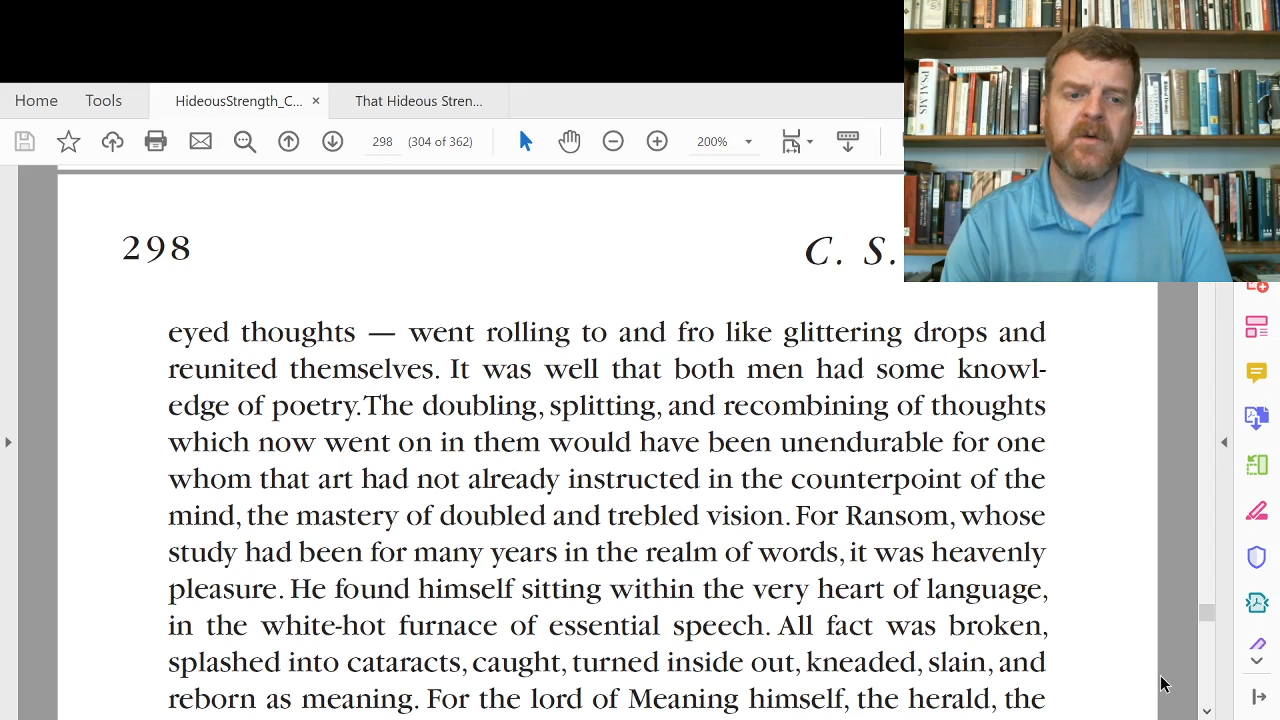 Home
Tools
HideousStrength_C... ×
That Hideous Stren...
298
(304 of 362)
200%
PSALMS
298
C. S.
eyed thoughts — went rolling to and fro like glittering drops and
reunited themselves. It was well that both men had some knowl-
edge of poetry. The doubling, splitting, and recombining of thoughts
which now went on in them would have been unendurable for one
whom that art had not already instructed in the counterpoint of the
mind, the mastery of doubled and trebled vision. For Ransom, whose
study had been for many years in the realm of words, it was heavenly
pleasure. He found himself sitting within the very heart of language,
in the white-hot furnace of essential speech. All fact was broken,
splashed into cataracts, caught, turned inside out, kneaded, slain, and
reborn as meaning. For the lord of Meaning himself, the herald, the